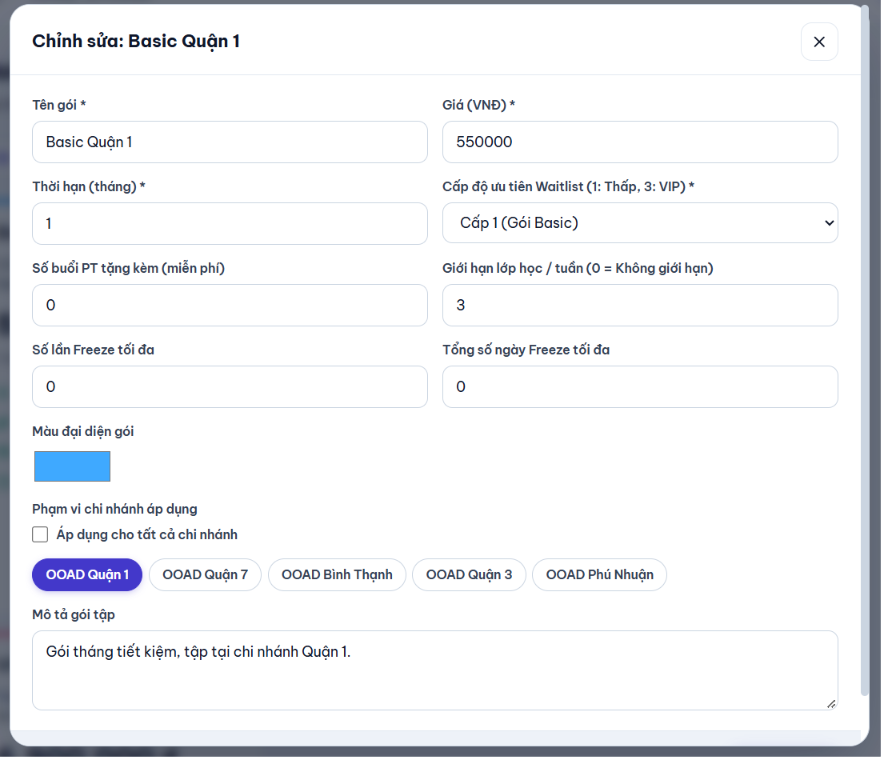 Chỉnh sửa: Basic Quận 1
Tên gói *
Giá (VNĐ) *
Basic Quận 1
550000
Thời hạn (tháng) *
Cấp độ ưu tiên Waitlist (1: Thấp, 3: VIP) *
1
Cấp 1 (Gói Basic)
Số buổi PT tặng kèm (miễn phí)
Giới hạn lớp học / tuần (0 = Không giới hạn)
0
3
Số lần Freeze tối đa
Tổng số ngày Freeze tối đa
0
0
Màu đại diện gói
Phạm vi chi nhánh áp dụng
Áp dụng cho tất cả chi nhánh
OOAD Quận 1
OOAD Quận 7
OOAD Bình Thạnh
OOAD Quận 3
OOAD Phú Nhuận
Mô tả gói tập
Gói tháng tiết kiệm, tập tại chi nhánh Quận 1.